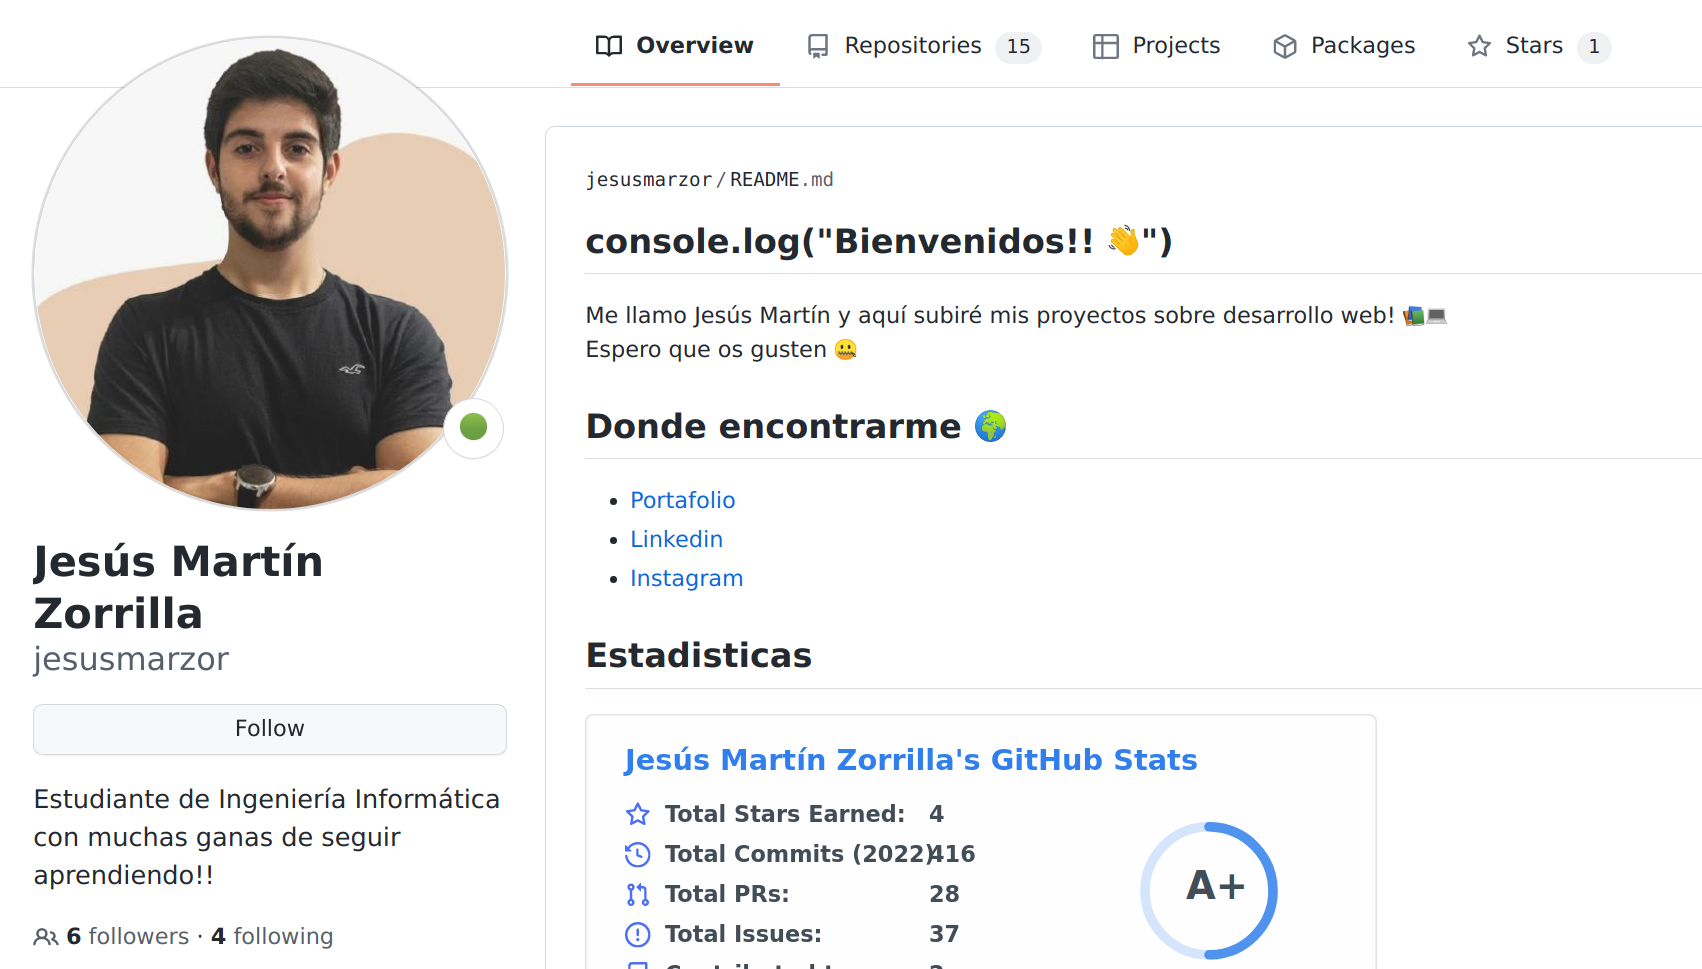 Overview
Repositories 15
Projects
Packages
Stars 1
jesusmarzor/README.md
console.log("Bienvenidos!! 👋")
Me llamo Jesús Martín y aquí subiré mis proyectos sobre desarrollo web! 📚💻
Espero que os gusten 🤐
Donde encontrarme 🌍
Portafolio
Linkedin
Instagram
Estadisticas
Jesús Martín Zorrilla's GitHub Stats
Total Stars Earned: 4
Total Commits (2022) 416
Total PRs: 28
Total Issues: 37
A+
Jesús Martín
Zorrilla
jesusmarzor
Follow
Estudiante de Ingeniería Informática
con muchas ganas de seguir
aprendiendo!!
6 followers · 4 following